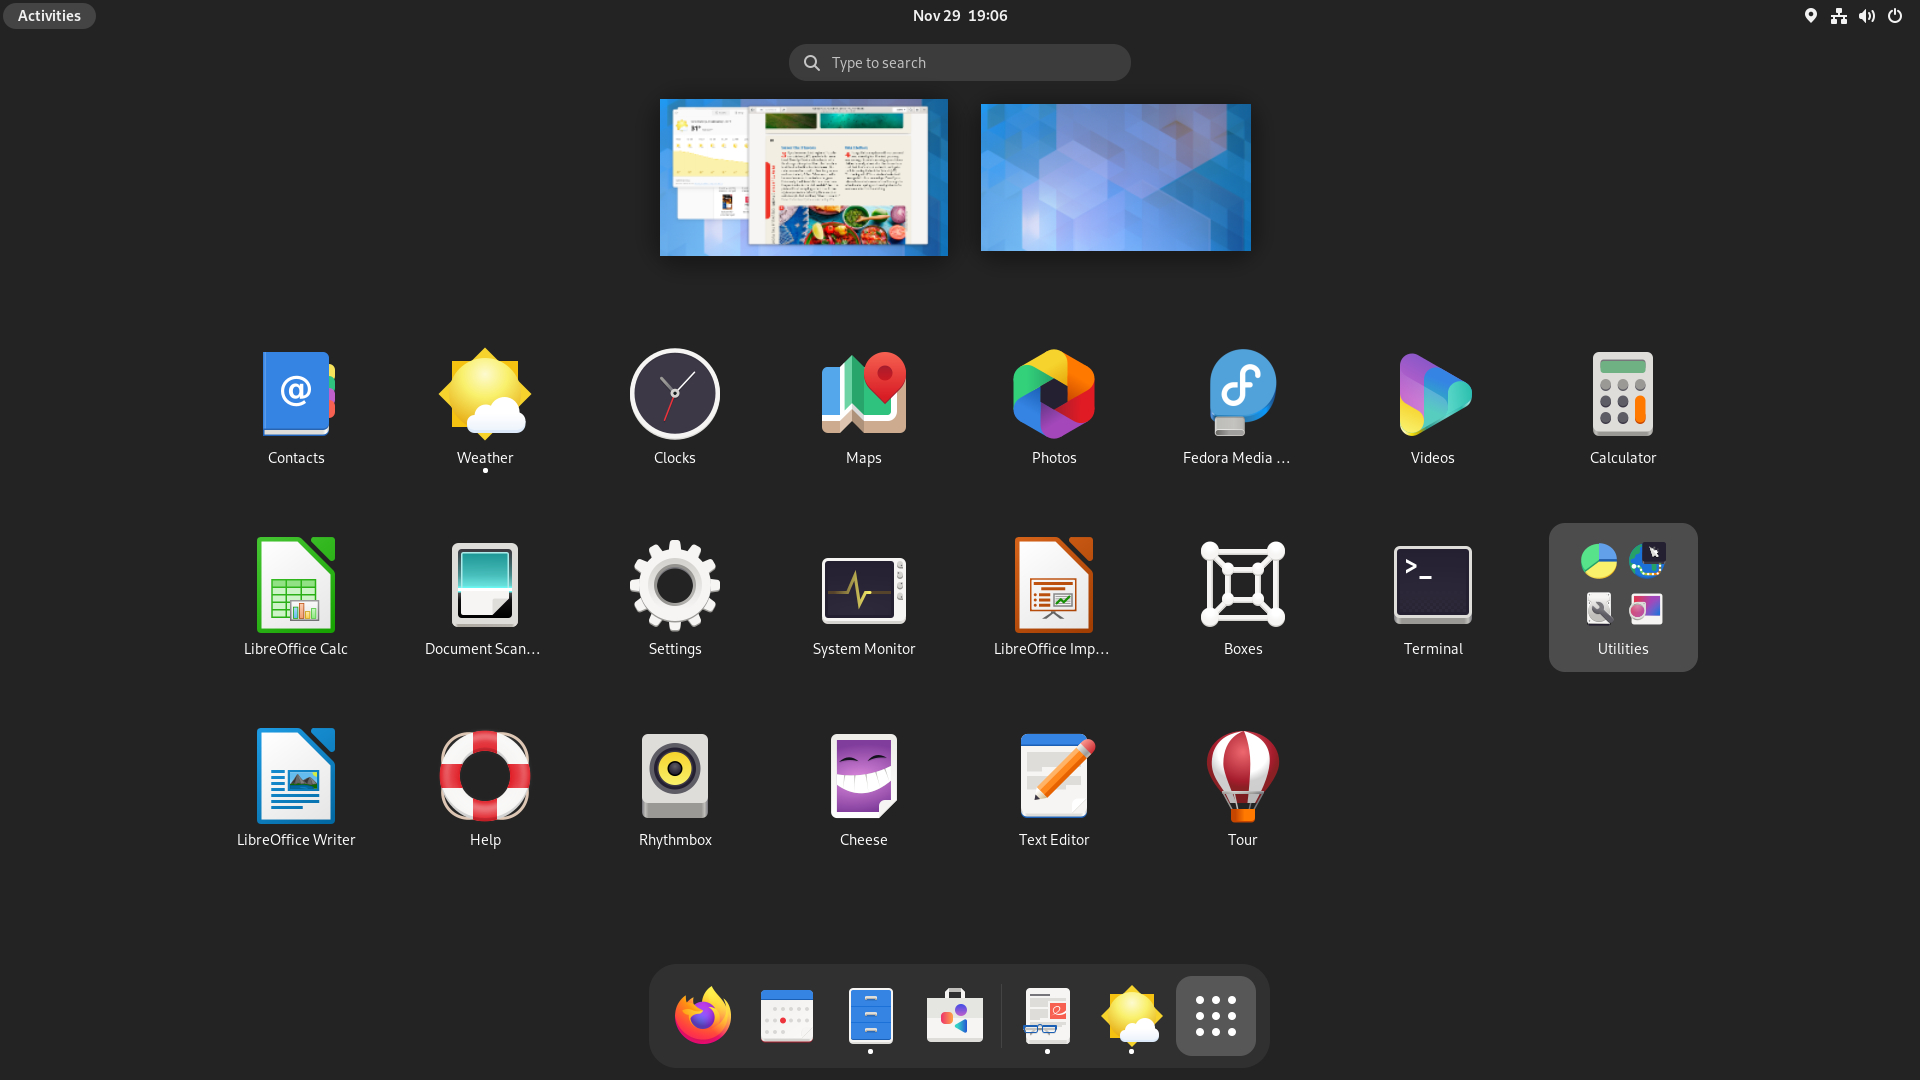 Activities
Nov 29 19:06
Type to search
31°
Contacts
Weather
Clocks
Maps
Photos
Fedora Media …
Videos
Calculator
LibreOffice Calc
Document Scan…
Settings
System Monitor
LibreOffice Imp…
Boxes
Terminal
Utilities
LibreOffice Writer
Help
Rhythmbox
Cheese
Text Editor
Tour